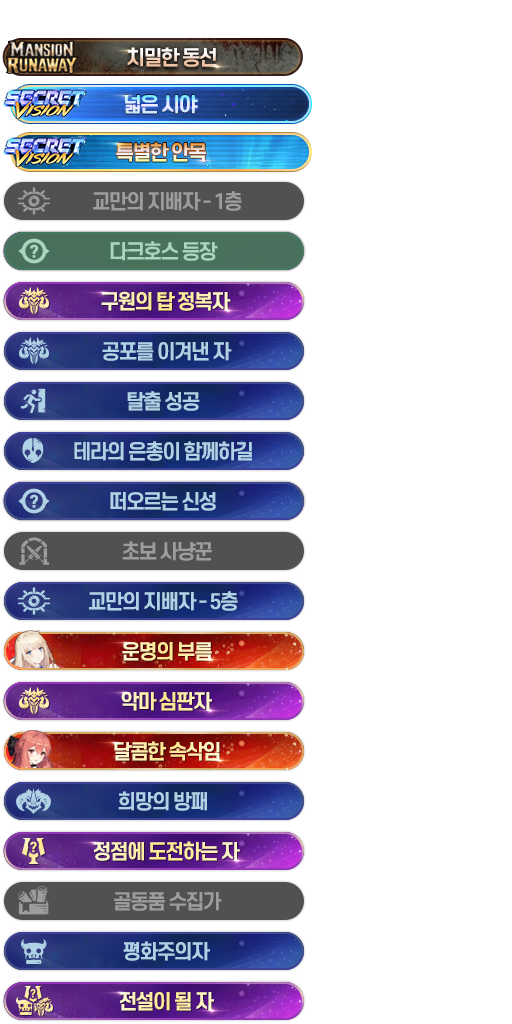 MANSION
RUNAWAY
치밀한 동선
SECRET
VISION
넓은 시야
SECRET
VISION
특별한 안목
교만의 지배자 - 1층
다크호스 등장
구원의 탑 정복자
공포를 이겨낸 자
탈출 성공
테라의 은총이 함께하길
떠오르는 신성
초보 사냥꾼
교만의 지배자 - 5층
운명의 부름
악마 심판자
달콤한 속삭임
희망의 방패
정점에 도전하는 자
골동품 수집가
평화주의자
전설이 될 자